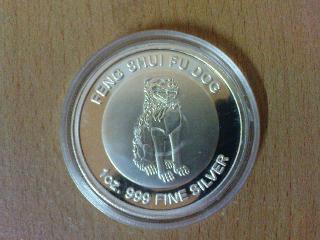 FENG SHUI FU DOG
1oz. 999 FINE SILVER